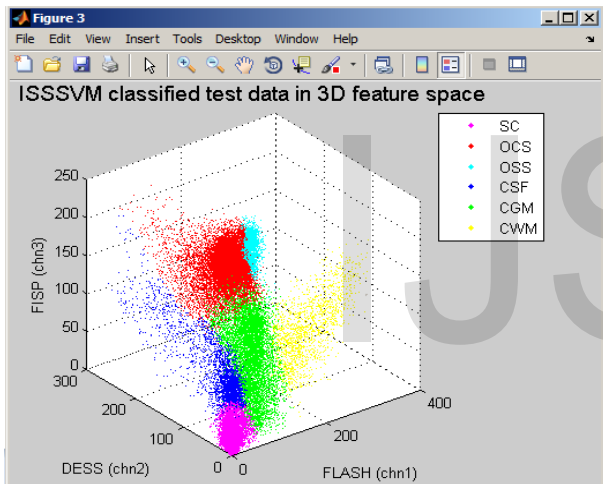 Figure 3
File Edit View Insert Tools Desktop Window Help
ISSSVM classified test data in 3D feature space
SC
OCS
OSS
CSF
CGM
CWM
250
200
150
100
50
0
FISP (chn3)
300
200
100
0
DESS (chn2)
0
200
400
FLASH (chn1)
IJS